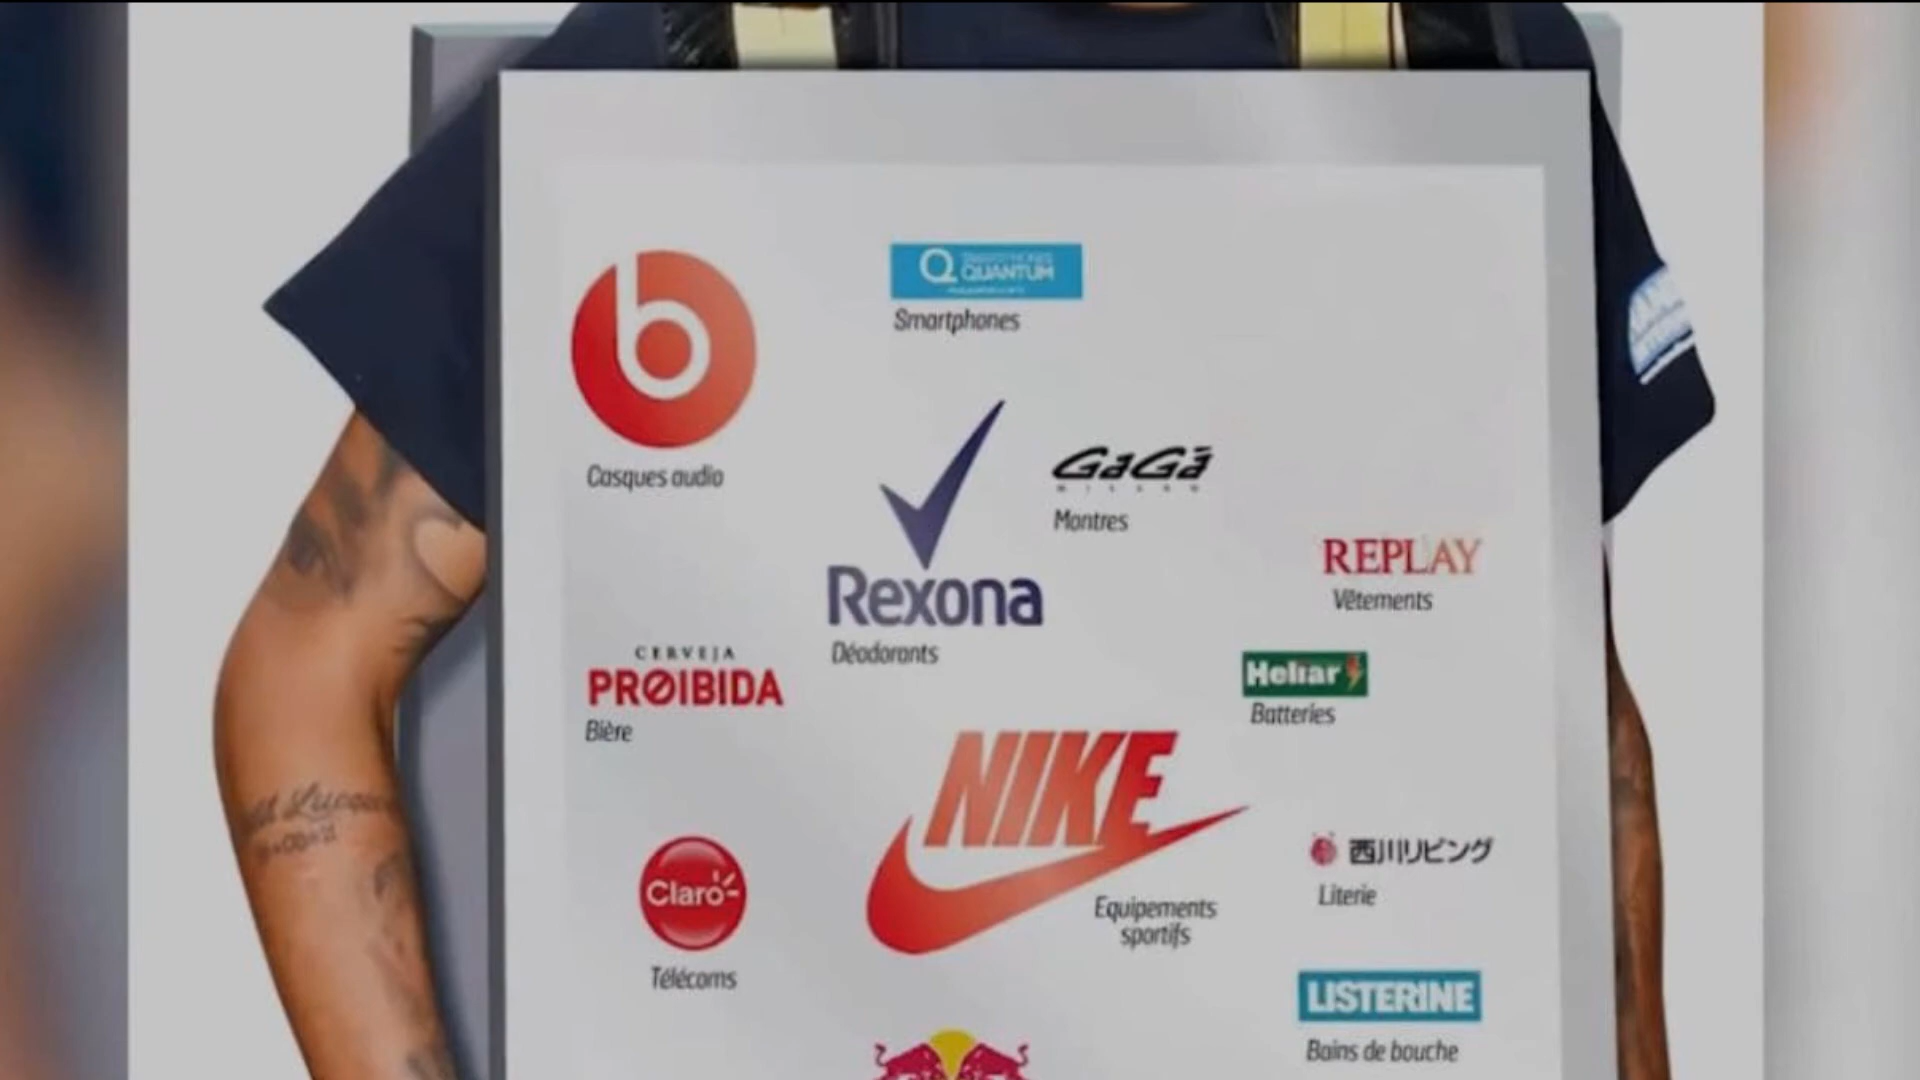 b
Q QUANTUM
Smartphones
Casques audio
GaGà
MILANO
Montres
Rexona
Déodorants
REPLAY
Vêtements
CERVEJA
PROIBIDA
Bière
Heliar
Batteries
NIKE
Equipements
sportifs
Claro
Télécoms
西川リビング
Literie
LISTERINE
Bains de bouche